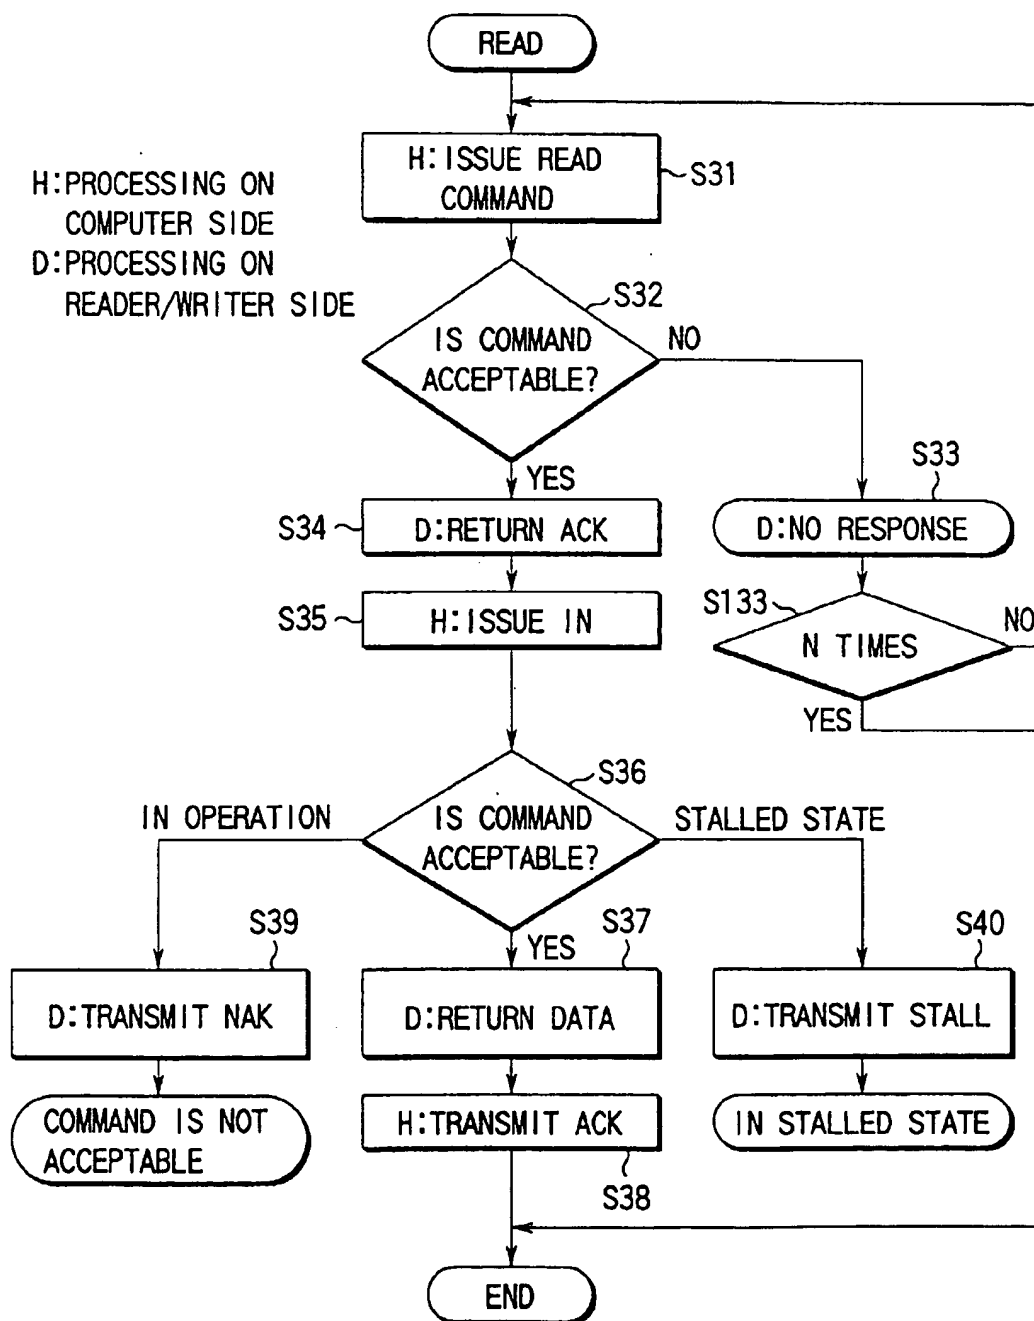 READ
H:ISSUE READ
COMMAND
S31
H:PROCESSING ON
COMPUTER SIDE
D:PROCESSING ON
READER/WRITER SIDE
S32
IS COMMAND
ACCEPTABLE?
NO
YES
S33
S34
D:RETURN ACK
D:NO RESPONSE
S35
H:ISSUE IN
S133
N TIMES
NO
YES
S36
IN OPERATION
IS COMMAND
ACCEPTABLE?
STALLED STATE
S39
YES
S37
S40
D:TRANSMIT NAK
D:RETURN DATA
D:TRANSMIT STALL
COMMAND IS NOT
ACCEPTABLE
H:TRANSMIT ACK
IN STALLED STATE
S38
END